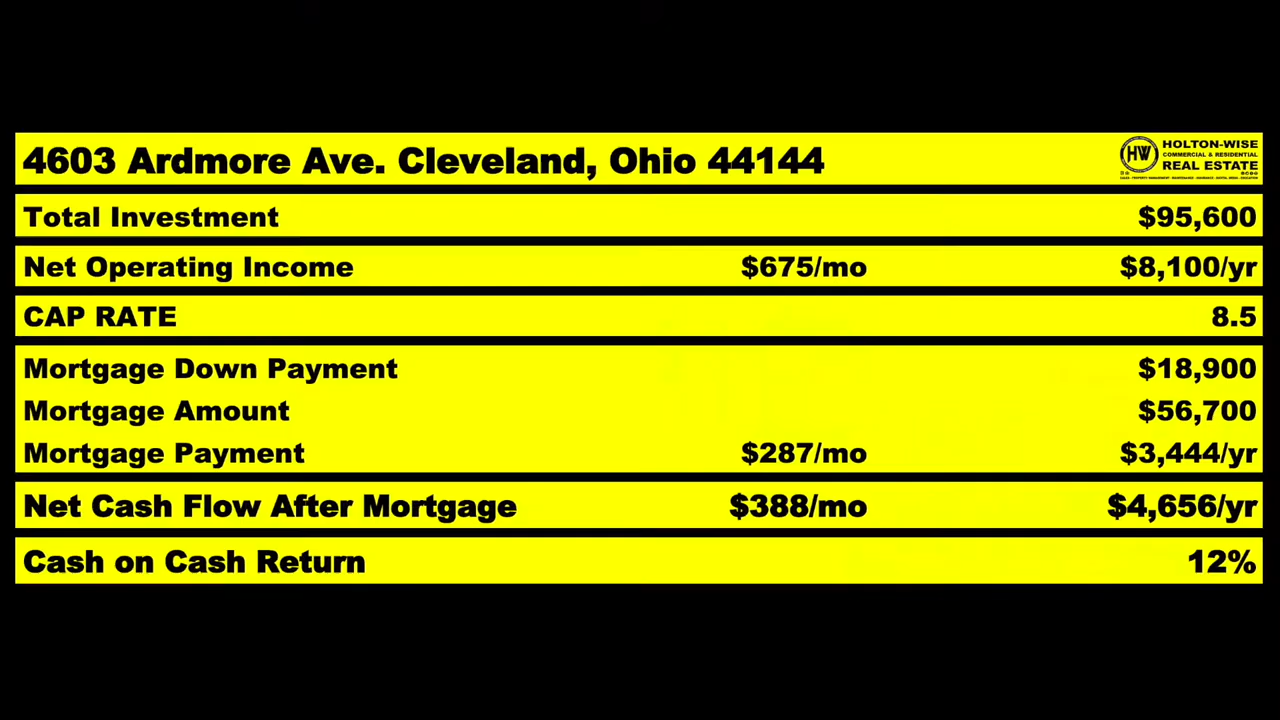 4603 Ardmore Ave. Cleveland, Ohio 44144
HW
HOLTON-WISE
COMMERCIAL & RESIDENTIAL
REAL ESTATE
Total Investment $95,600
Net Operating Income $675/mo $8,100/yr
CAP RATE 8.5
Mortgage Down Payment $18,900
Mortgage Amount $56,700
Mortgage Payment $287/mo $3,444/yr
Net Cash Flow After Mortgage $388/mo $4,656/yr
Cash on Cash Return 12%